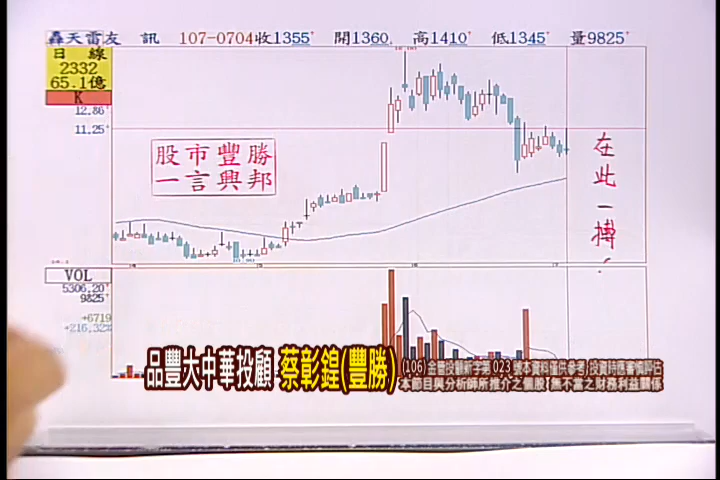 轟天雷友 訊 107-0704收1355 開1360 高1410 低1345 量9825
日 線
2332
65.1億
K
12.86
11.25
股市豐勝
一言興邦
在此一搏
VOL
5306.20
9825
+6719
+216.32%
品豐大中華投顧 蔡彰鍠(豐勝)
本節目與分析師所推介之個股 無不當之財務利益關係